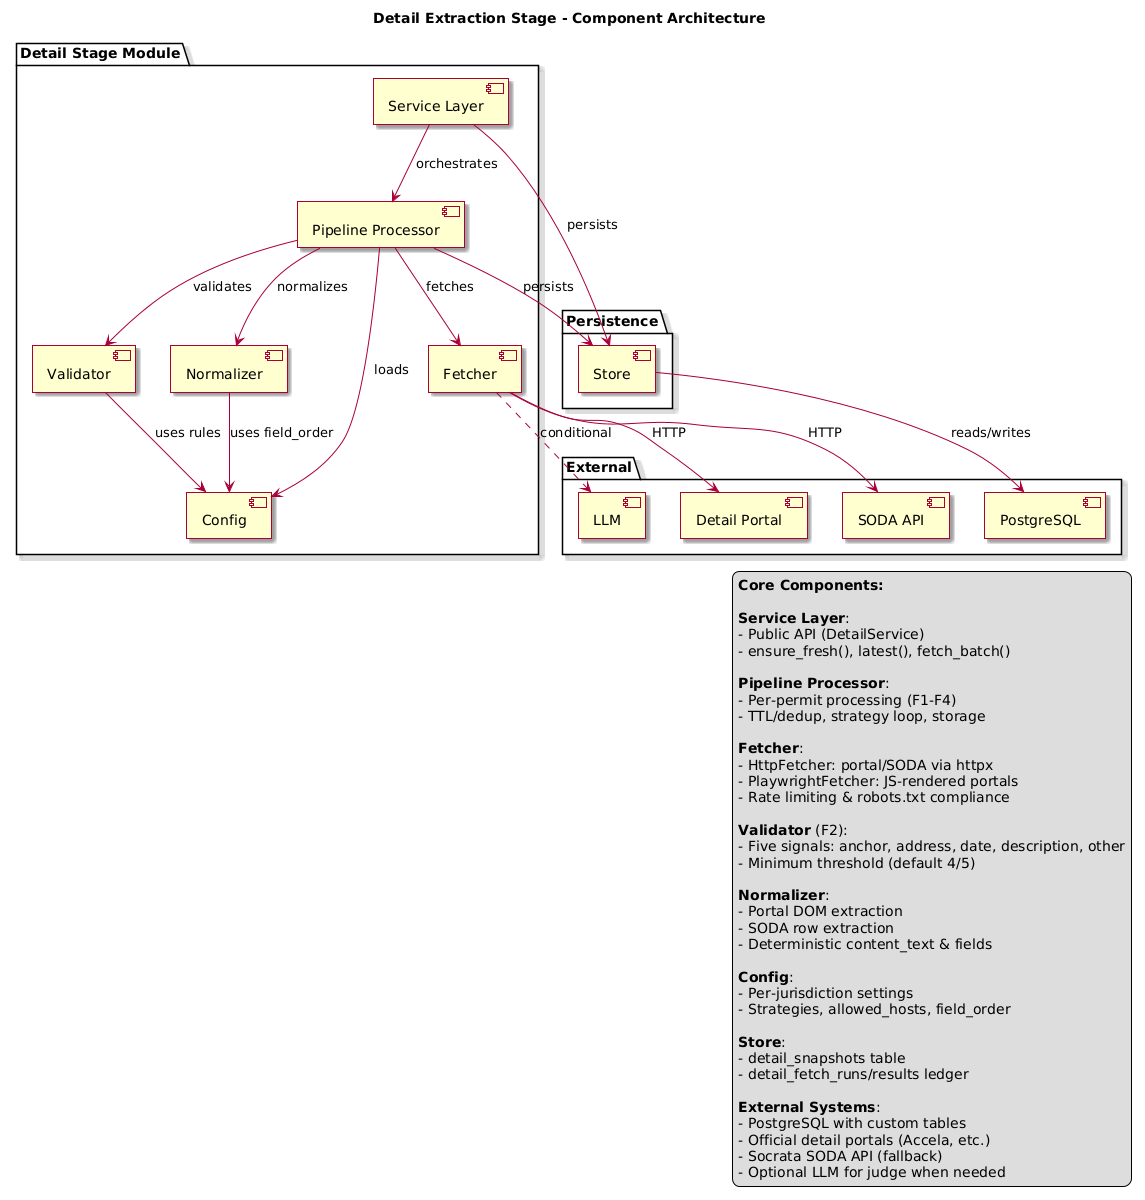 Detail Extraction Stage - Component Architecture
Detail Stage Module
Service Layer
orchestrates
persists
Pipeline Processor
validates
normalizes
fetches
persists
loads
Persistence
Store
Validator
Normalizer
Fetcher
uses rules
uses field_order
conditional
HTTP
HTTP
reads/writes
Config
External
LLM
Detail Portal
SODA API
PostgreSQL
Core Components:
Service Layer:
- Public API (DetailService)
- ensure_fresh(), latest(), fetch_batch()
Pipeline Processor:
- Per-permit processing (F1-F4)
- TTL/dedup, strategy loop, storage
Fetcher:
- HttpFetcher: portal/SODA via httpx
- PlaywrightFetcher: JS-rendered portals
- Rate limiting & robots.txt compliance
Validator (F2):
- Five signals: anchor, address, date, description, other
- Minimum threshold (default 4/5)
Normalizer:
- Portal DOM extraction
- SODA row extraction
- Deterministic content_text & fields
Config:
- Per-jurisdiction settings
- Strategies, allowed_hosts, field_order
Store:
- detail_snapshots table
- detail_fetch_runs/results ledger
External Systems:
- PostgreSQL with custom tables
- Official detail portals (Accela, etc.)
- Socrata SODA API (fallback)
- Optional LLM for judge when needed